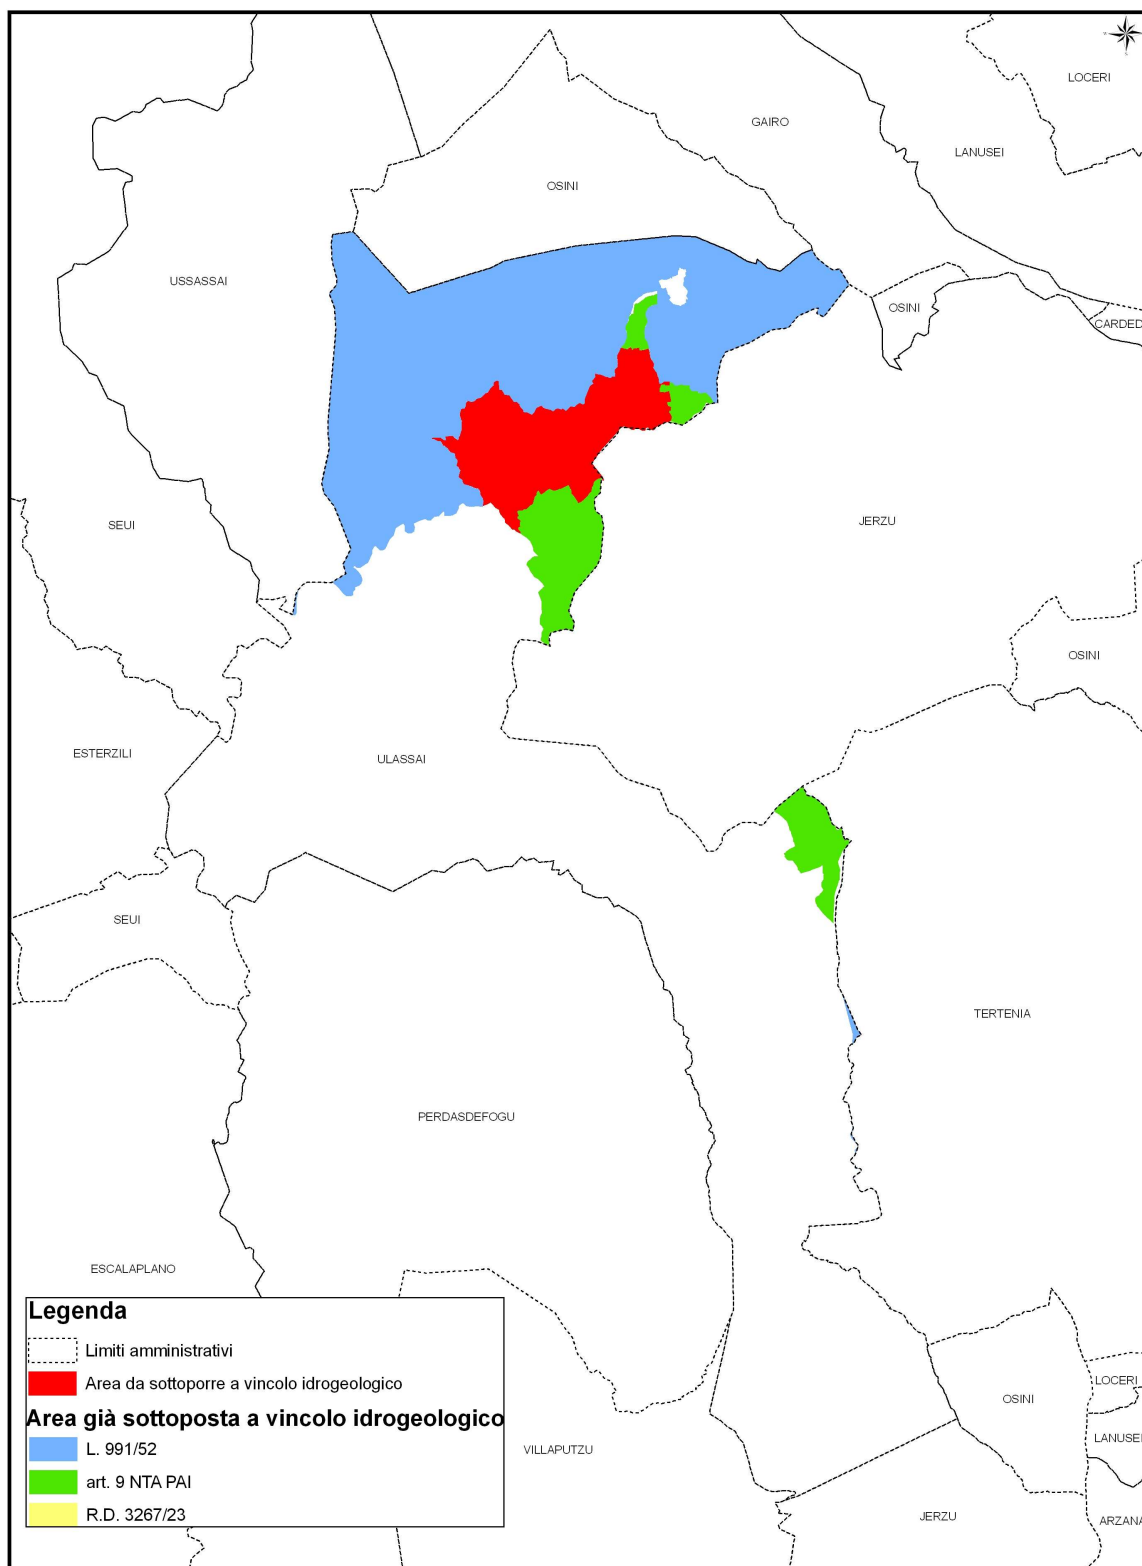 LOCERI
GAIRO
LANUSEI
OSINI
USSASSAI
OSINI
CARDED
SEUI
JERZU
OSINI
ESTERZILI
ULASSAI
SEUI
TERTENIA
PERDASDEFOGU
ESCALAPLANO
Legenda
Limiti amministrativi
Area da sottoporre a vincolo idrogeologico
Area già sottoposta a vincolo idrogeologico
L. 991/52
art. 9 NTA PAI
R.D. 3267/23
VILLAPUTZU
LOCERI
OSINI
LANUSEI
JERZU
ARZANA